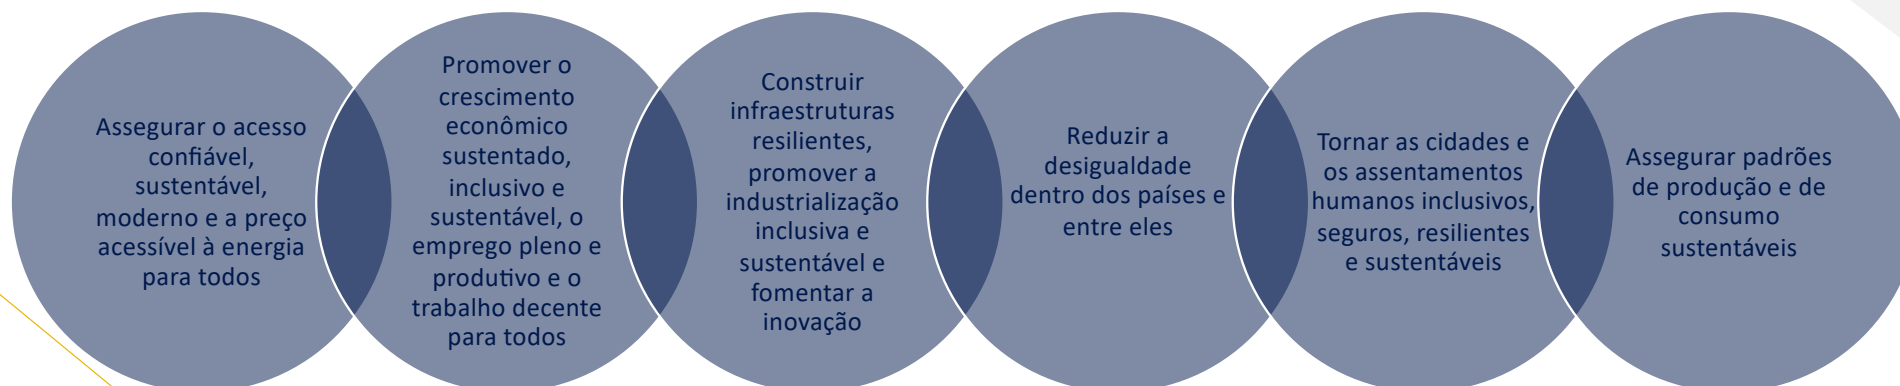 Assegurar o acesso
confiável,
sustentável,
moderno e a preço
acessível à energia
para todos
Promover o
crescimento
econômico
sustentado,
inclusivo e
sustentável, o
emprego pleno e
produtivo e o
trabalho decente
para todos
Construir
infraestruturas
resilientes,
promover a
industrialização
inclusiva e
sustentável e
fomentar a
inovação
Reduzir a
desigualdade
dentro dos países e
entre eles
Tornar as cidades e
os assentamentos
humanos inclusivos,
seguros, resilientes
e sustentáveis
Assegurar padrões
de produção e de
consumo
sustentáveis